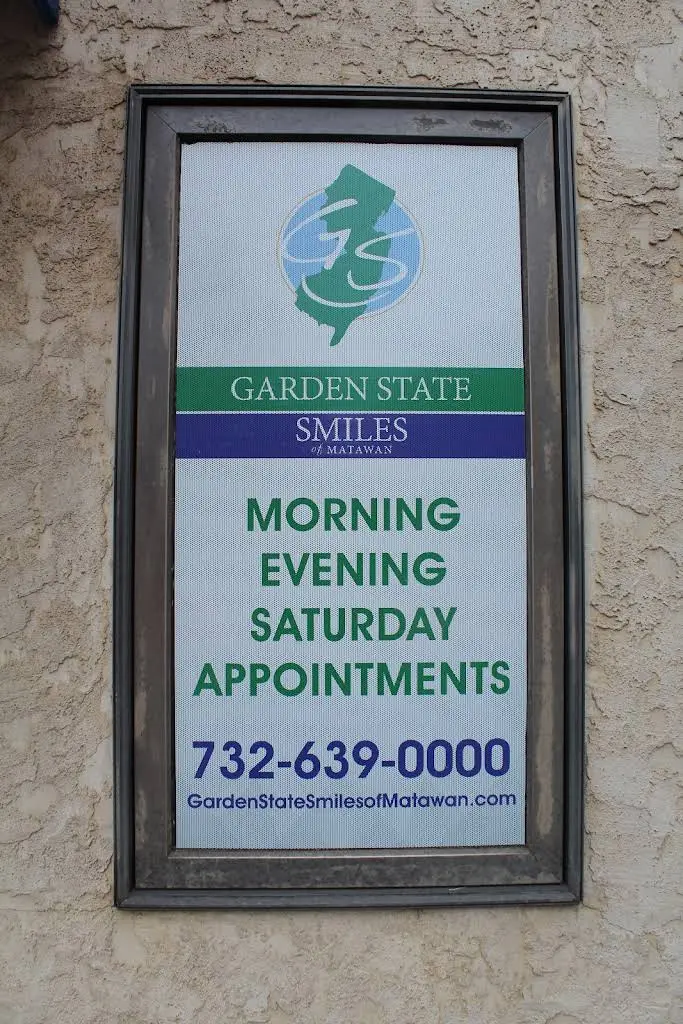 GS
GARDEN STATE
SMILES
of MATAWAN
MORNING
EVENING
SATURDAY
APPOINTMENTS
732-639-0000
GardenStateSmilesofMatawan.com